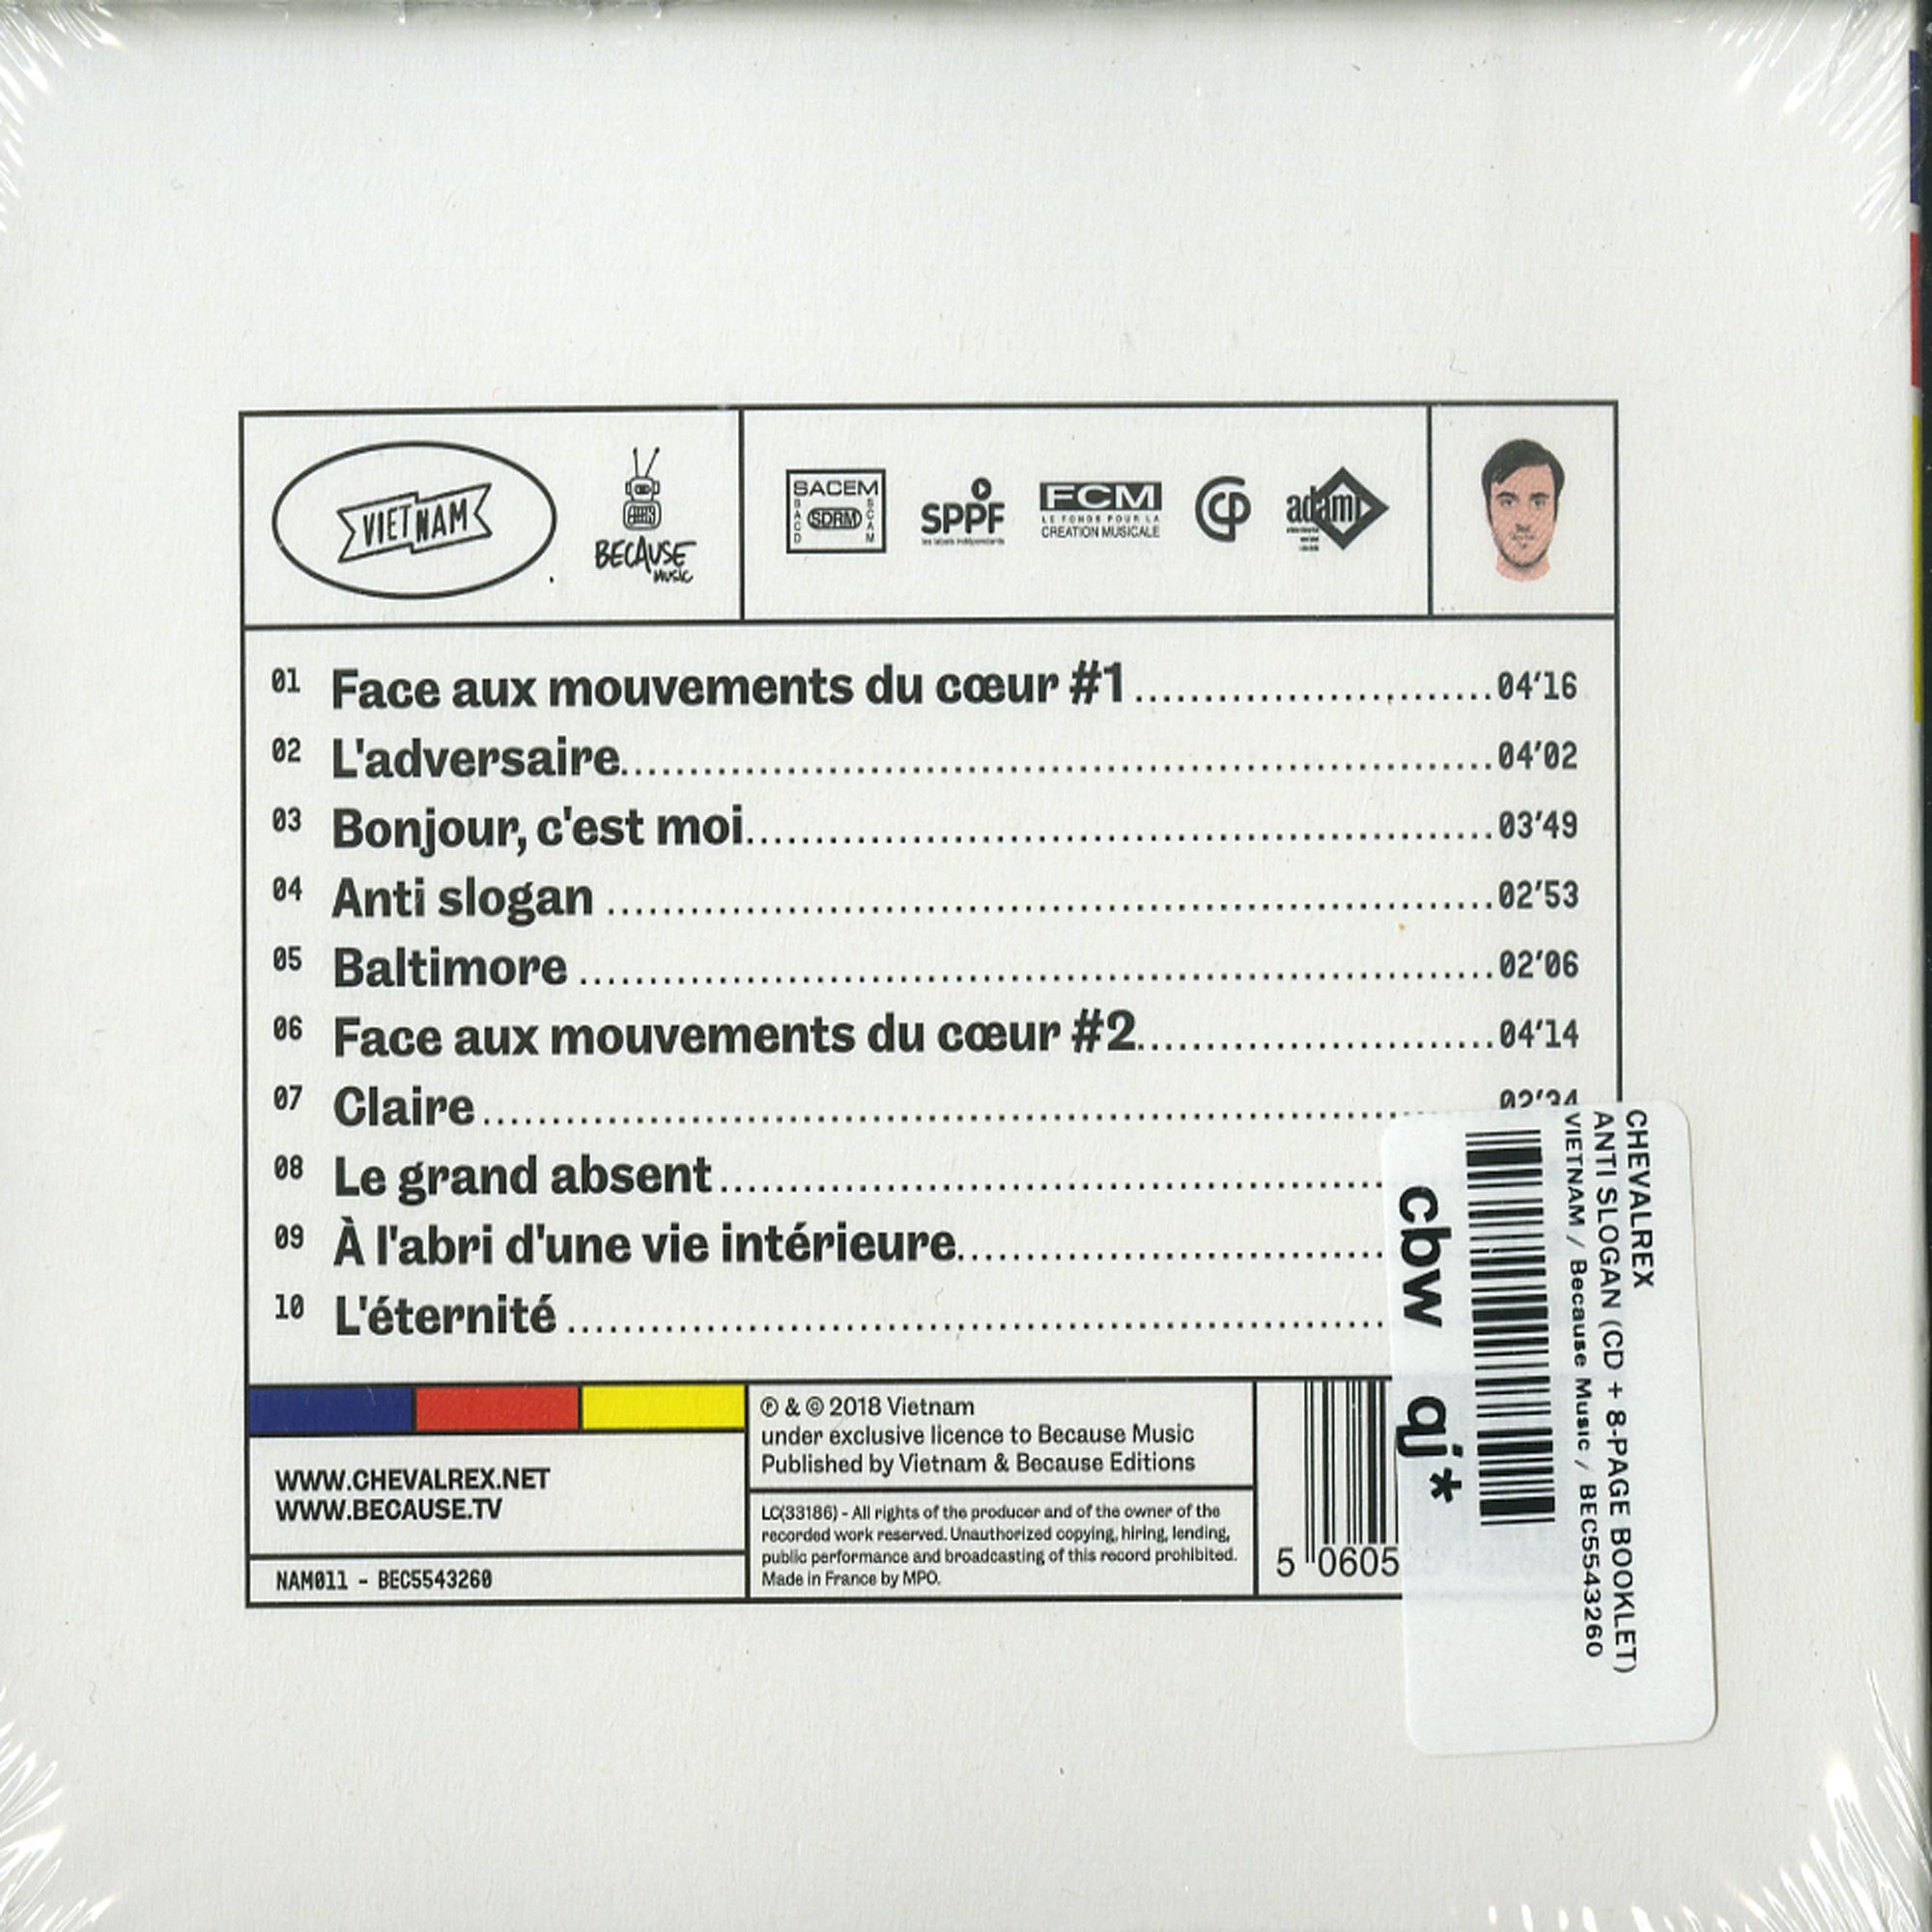 VIETNAM
BECAUSE
MUSIC
SACEM
SACD
SDRM
SCAM
SPPF
les labels indépendants
FCM
LE FONDS POUR LA
CREATION MUSICALE
adami
01 Face aux mouvements du cœur #1 04'16
02 L'adversaire 04'02
03 Bonjour, c'est moi 03'49
04 Anti slogan 02'53
05 Baltimore 02'06
06 Face aux mouvements du cœur #2 04'14
07 Claire
08 Le grand absent
09 À l'abri d'une vie intérieure
10 L'éternité
WWW.CHEVALREX.NET
WWW.BECAUSE.TV
NAM011 - BEC5543260
℗ & © 2018 Vietnam
under exclusive licence to Because Music
Published by Vietnam & Because Editions
LC(33186) - All rights of the producer and of the owner of the
recorded work reserved. Unauthorized copying, hiring, lending,
public performance and broadcasting of this record prohibited.
Made in France by MPO.
5 0605
CHEVALREX
ANTI SLOGAN (CD + 8-PAGE BOOKLET)
VIETNAM / Because Music / BEC5543260
cbw qj*